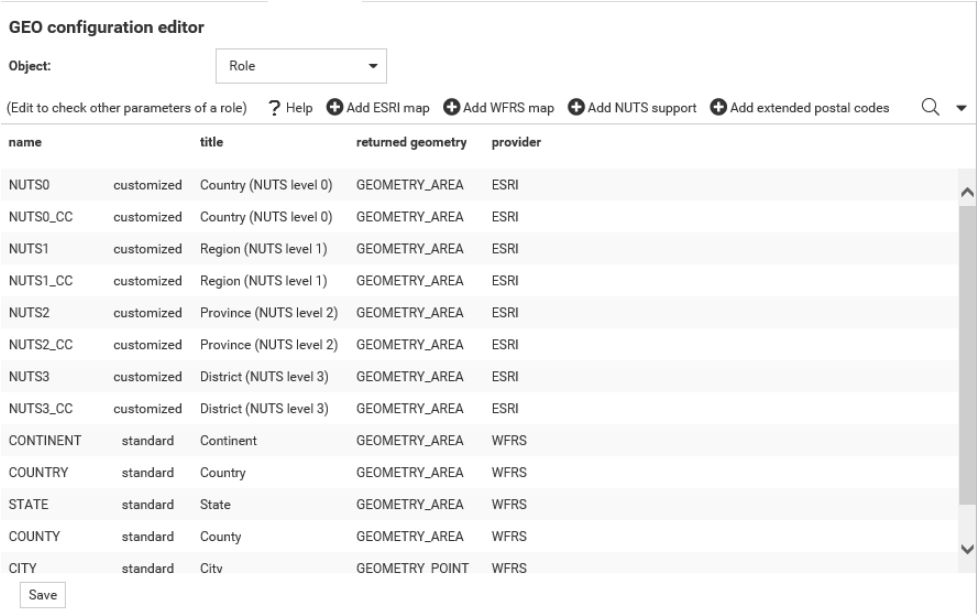 GEO configuration editor
Object: Role
(Edit to check other parameters of a role) ? Help Add ESRI map Add WFRS map Add NUTS support Add extended postal codes
name title returned geometry provider
NUTS0 customized Country (NUTS level 0) GEOMETRY_AREA ESRI
NUTS0_CC customized Country (NUTS level 0) GEOMETRY_AREA ESRI
NUTS1 customized Region (NUTS level 1) GEOMETRY_AREA ESRI
NUTS1_CC customized Region (NUTS level 1) GEOMETRY_AREA ESRI
NUTS2 customized Province (NUTS level 2) GEOMETRY_AREA ESRI
NUTS2_CC customized Province (NUTS level 2) GEOMETRY_AREA ESRI
NUTS3 customized District (NUTS level 3) GEOMETRY_AREA ESRI
NUTS3_CC customized District (NUTS level 3) GEOMETRY_AREA ESRI
CONTINENT standard Continent GEOMETRY_AREA WFRS
COUNTRY standard Country GEOMETRY_AREA WFRS
STATE standard State GEOMETRY_AREA WFRS
COUNTY standard County GEOMETRY_AREA WFRS
CITY standard City GEOMETRY_POINT WFRS
Save